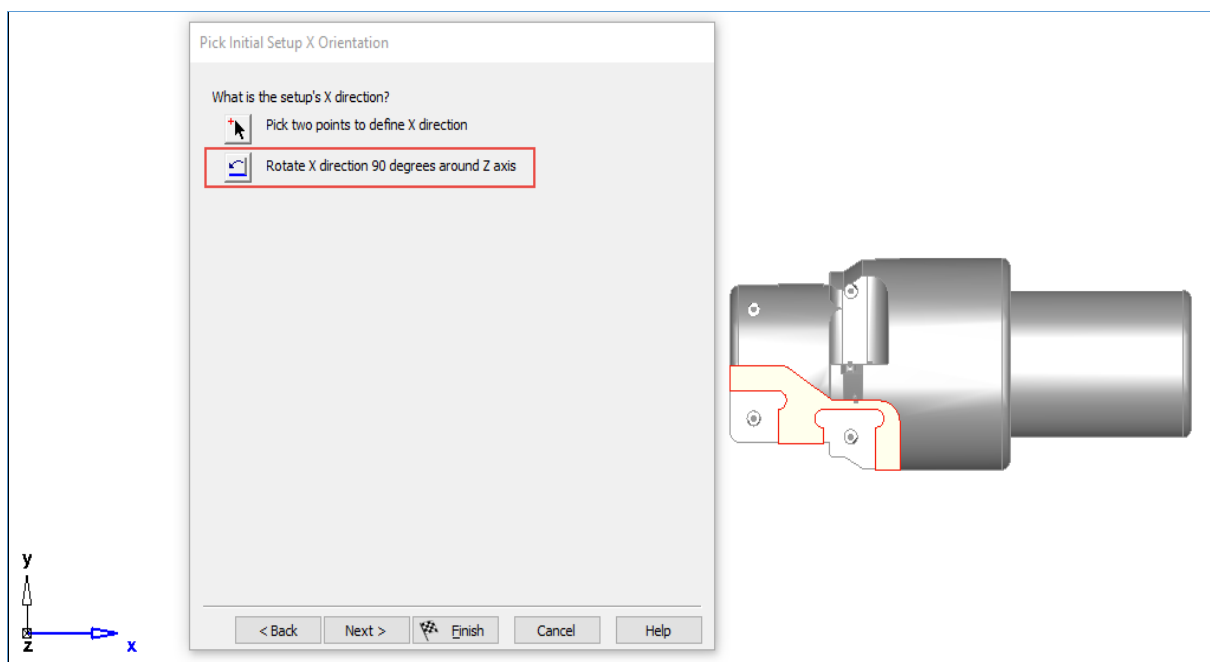 Pick Initial Setup X Orientation
What is the setup's X direction?
Pick two points to define X direction
Rotate X direction 90 degrees around Z axis
y
z
x
< Back Next > Finish Cancel Help